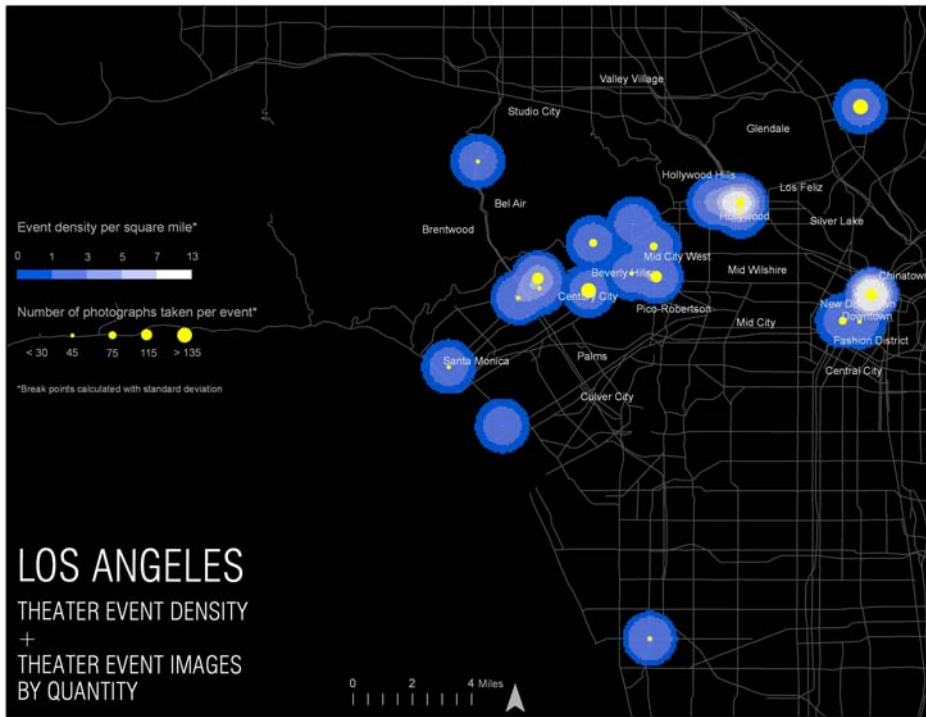 Valley Village
Studio City
Glendale
Hollywood Hills
Los Feliz
Bel Air
Hollywood
Silver Lake
Brentwood
Event density per square mile*
0 1 3 5 7 13
Mid City West
Beverly Hills
Mid Wilshire
Chinatown
Century City
Pico-Robertson
New Downtown
Downtown
Mid City
Fashion District
Number of photographs taken per event*
< 30 45 75 115 > 135
Santa Monica
Palms
Central City
*Break points calculated with standard deviation
Culver City
LOS ANGELES
THEATER EVENT DENSITY
+
THEATER EVENT IMAGES
BY QUANTITY
0 2 4 Miles